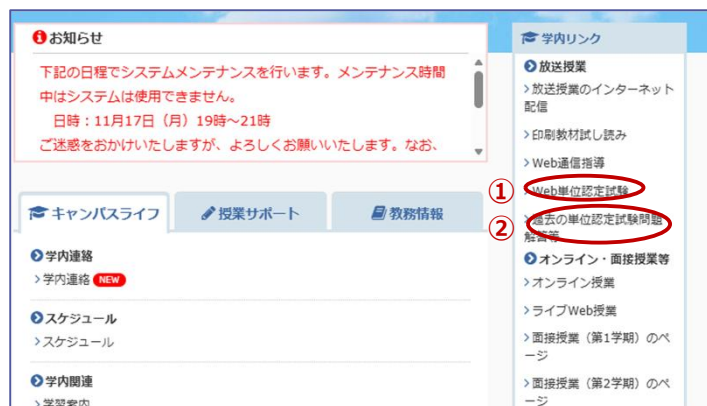 お知らせ
下記の日程でシステムメンテナンスを行います。メンテナンス時間
中はシステムは使用できません。
日時：11月17日（月）19時～21時
ご迷惑をおかけいたしますが、よろしくお願いいたします。なお、
キャンパスライフ
授業サポート
教務情報
学内連絡
学内連絡 NEW
スケジュール
スケジュール
学内関連
学習案内
学内リンク
放送授業
放送授業のインターネット
配信
印刷教材試し読み
Web通信指導
① Web単位認定試験
② 過去の単位認定試験問題
解答等
オンライン・面接授業等
オンライン授業
ライブWeb授業
面接授業（第1学期）のペ
ージ
面接授業（第2学期）のペ
ージ